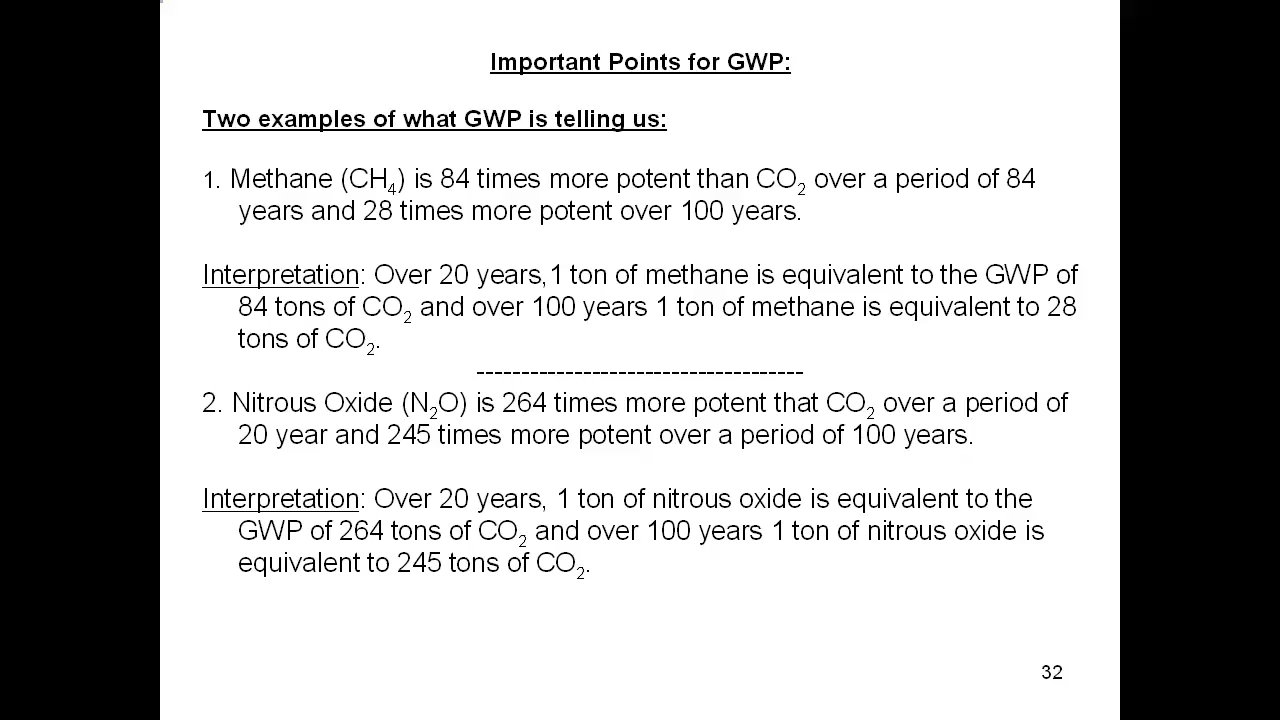 Important Points for GWP:
Two examples of what GWP is telling us:
1. Methane (CH₄) is 84 times more potent than CO₂ over a period of 84
years and 28 times more potent over 100 years.
Interpretation: Over 20 years, 1 ton of methane is equivalent to the GWP of
84 tons of CO₂ and over 100 years 1 ton of methane is equivalent to 28
tons of CO₂.
-------------------------------------
2. Nitrous Oxide (N₂O) is 264 times more potent that CO₂ over a period of
20 year and 245 times more potent over a period of 100 years.
Interpretation: Over 20 years, 1 ton of nitrous oxide is equivalent to the
GWP of 264 tons of CO₂ and over 100 years 1 ton of nitrous oxide is
equivalent to 245 tons of CO₂.
32